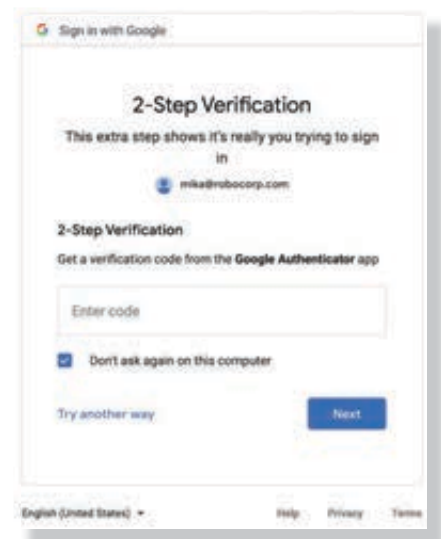 Sign in with Google
2-Step Verification
This extra step shows it's really you trying to sign
in
mika@robocorp.com
2-Step Verification
Get a verification code from the Google Authenticator app
Enter code
Don't ask again on this computer
Try another way Next
English (United States) Help Privacy Terms